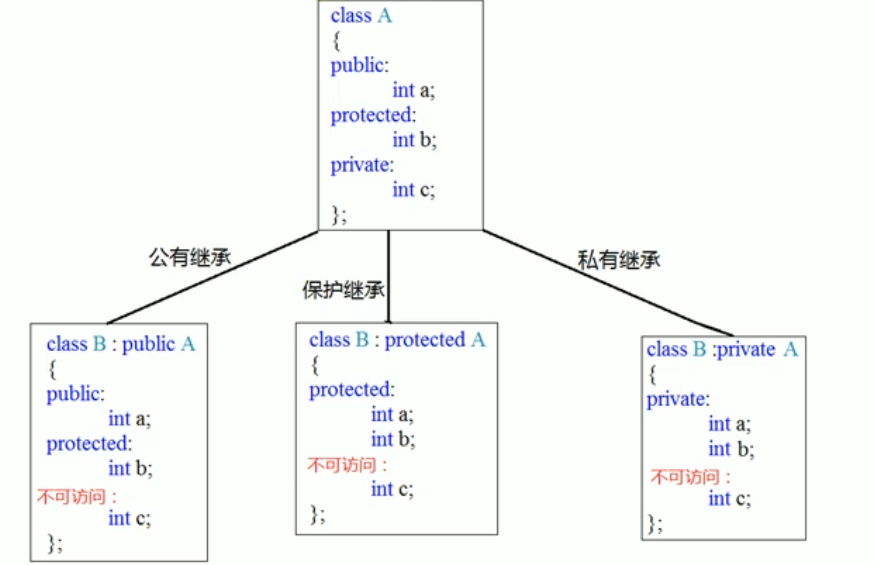 class A
{
public:
int a;
protected:
int b;
private:
int c;
};
公有继承
保护继承
私有继承
class B : public A
{
public:
int a;
protected:
int b;
不可访问：
int c;
};
class B : protected A
{
protected:
int a;
int b;
不可访问：
int c;
};
class B :private A
{
private:
int a;
int b;
不可访问：
int c;
};